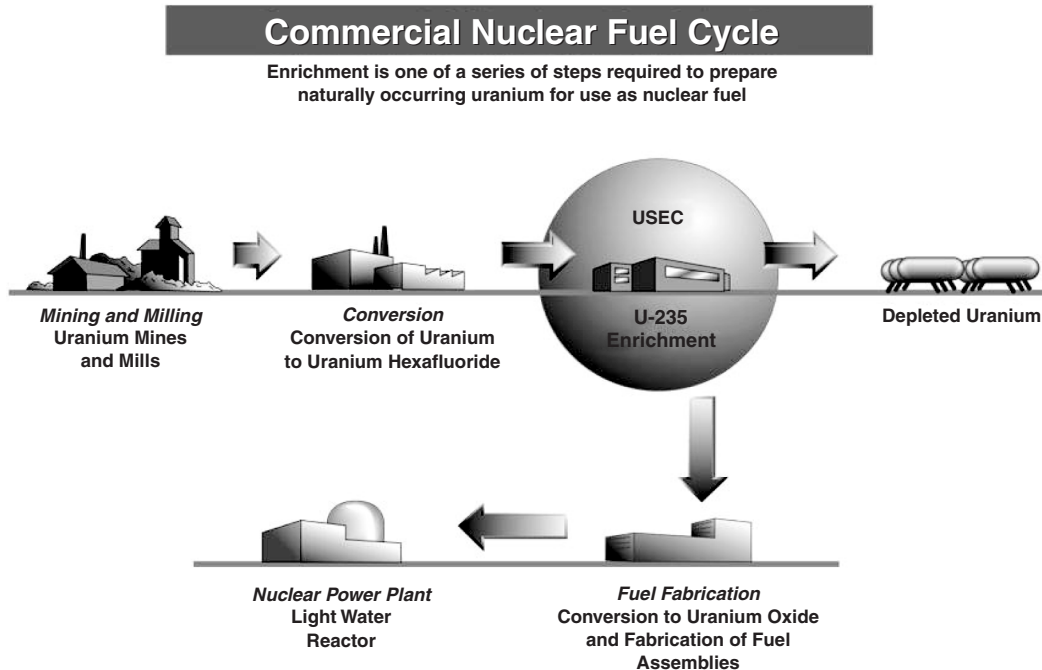 Commercial Nuclear Fuel Cycle
Enrichment is one of a series of steps required to prepare
naturally occurring uranium for use as nuclear fuel
USEC
U-235
Enrichment
Mining and Milling
Uranium Mines
and Mills
Conversion
Conversion of Uranium
to Uranium Hexafluoride
Depleted Uranium
Nuclear Power Plant
Light Water
Reactor
Fuel Fabrication
Conversion to Uranium Oxide
and Fabrication of Fuel
Assemblies